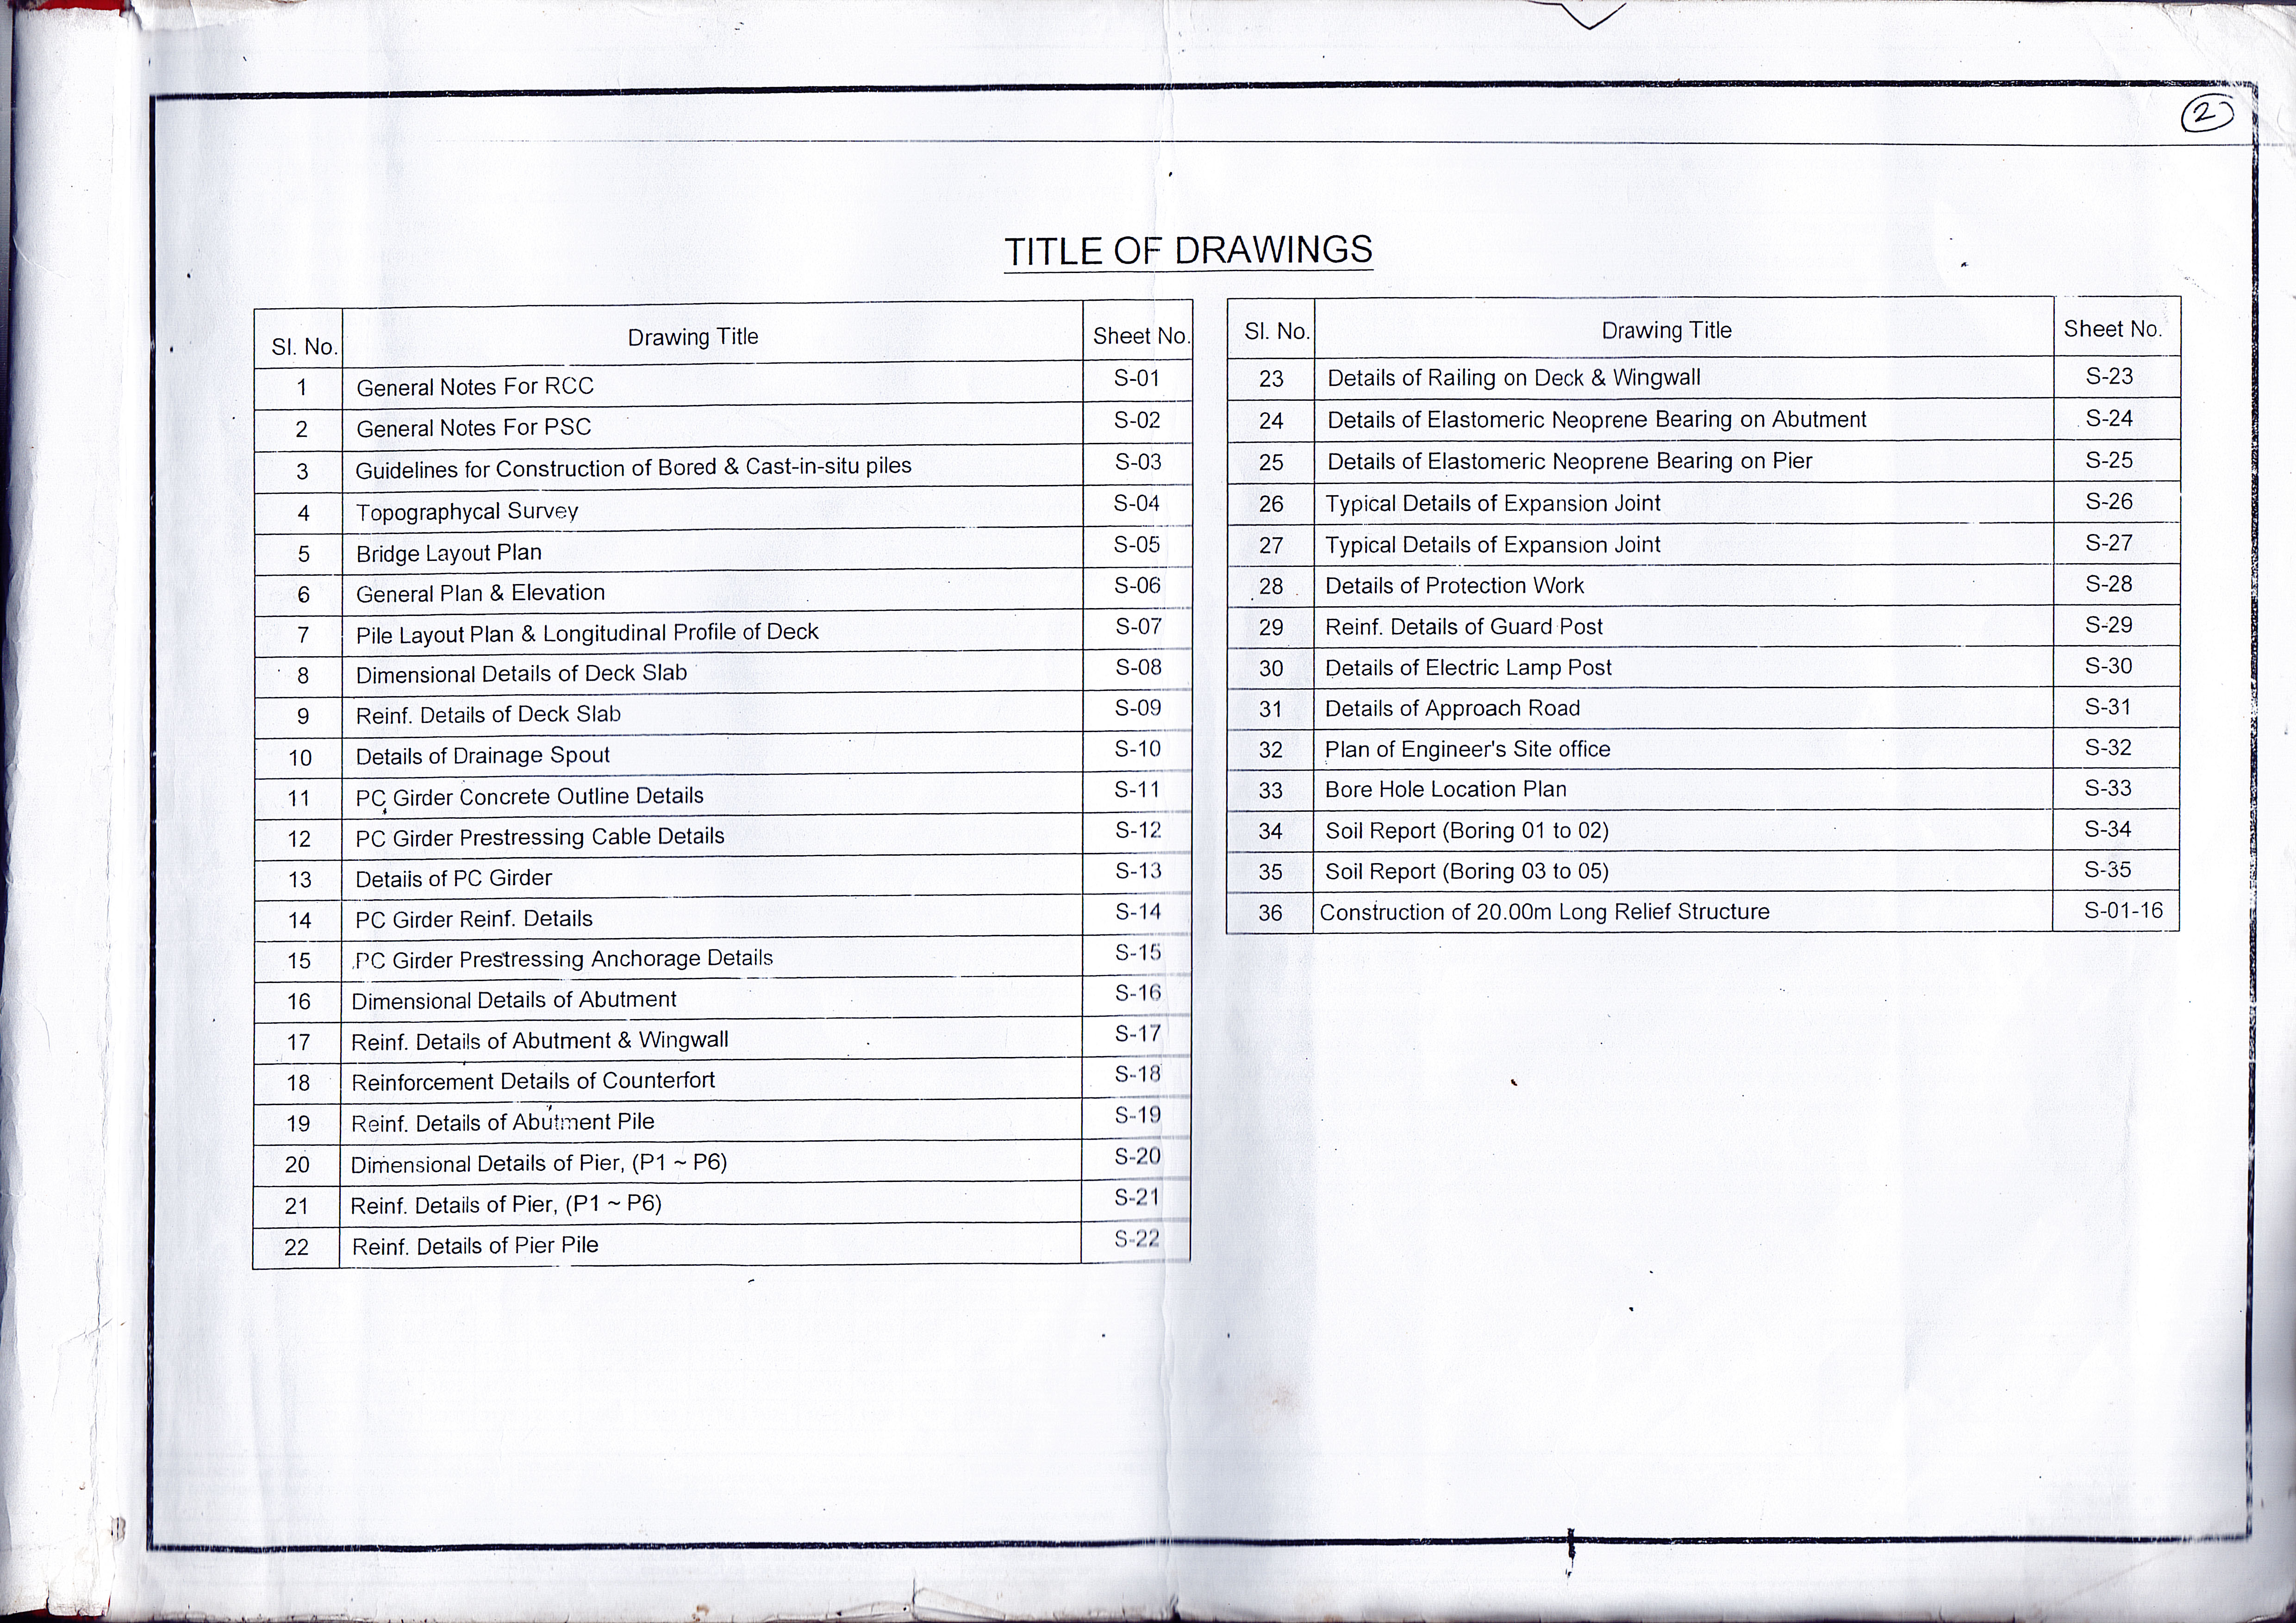 2
TITLE OF DRAWINGS
Sl. No. Drawing Title Sheet No.
1 General Notes For RCC S-01
2 General Notes For PSC S-02
3 Guidelines for Construction of Bored & Cast-in-situ piles S-03
4 Topographycal Survey S-04
5 Bridge Layout Plan S-05
6 General Plan & Elevation S-06
7 Pile Layout Plan & Longitudinal Profile of Deck S-07
8 Dimensional Details of Deck Slab S-08
9 Reinf. Details of Deck Slab S-09
10 Details of Drainage Spout S-10
11 PC Girder Concrete Outline Details S-11
12 PC Girder Prestressing Cable Details S-12
13 Details of PC Girder S-13
14 PC Girder Reinf. Details S-14
15 PC Girder Prestressing Anchorage Details S-15
16 Dimensional Details of Abutment S-16
17 Reinf. Details of Abutment & Wingwall S-17
18 Reinforcement Details of Counterfort S-18
19 Reinf. Details of Abutment Pile S-19
20 Dimensional Details of Pier, (P1 ~ P6) S-20
21 Reinf. Details of Pier, (P1 ~ P6) S-21
22 Reinf. Details of Pier Pile S-22
Sl. No. Drawing Title Sheet No.
23 Details of Railing on Deck & Wingwall S-23
24 Details of Elastomeric Neoprene Bearing on Abutment S-24
25 Details of Elastomeric Neoprene Bearing on Pier S-25
26 Typical Details of Expansion Joint S-26
27 Typical Details of Expansion Joint S-27
28 Details of Protection Work S-28
29 Reinf. Details of Guard Post S-29
30 Details of Electric Lamp Post S-30
31 Details of Approach Road S-31
32 Plan of Engineer's Site office S-32
33 Bore Hole Location Plan S-33
34 Soil Report (Boring 01 to 02) S-34
35 Soil Report (Boring 03 to 05) S-35
36 Construction of 20.00m Long Relief Structure S-01-16